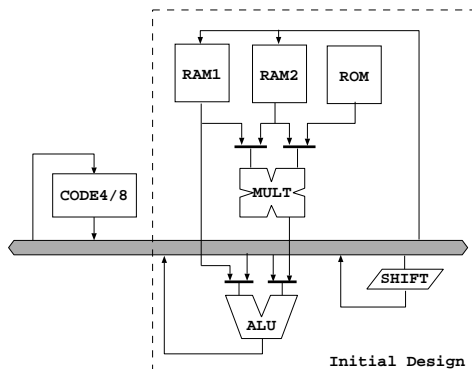 RAM1
RAM2
ROM
MULT
CODE4/8
SHIFT
ALU
Initial Design